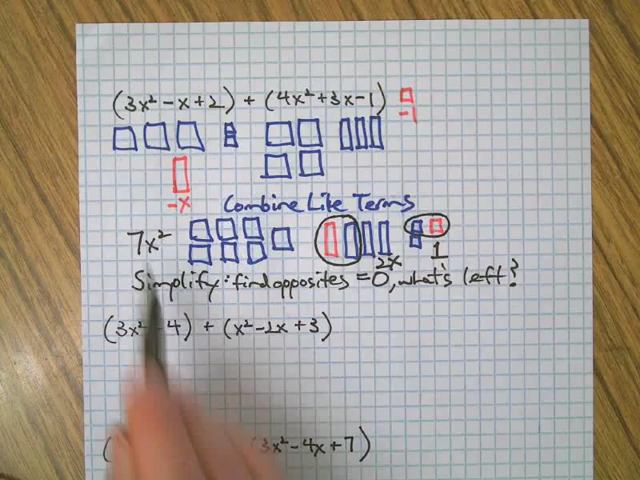 (3x² - x + 2) + (4x² + 3x - 1)
-1
-x
Combine Like Terms
7x²
2x
1
Simplify: find opposites = 0, what's left?
(3x² - 4) + (x² - 2x + 3)
(3x² - 4x + 7)